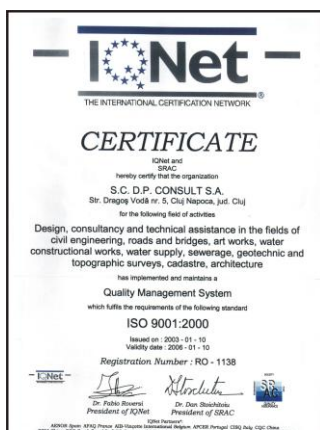 IQNet
®
THE INTERNATIONAL CERTIFICATION NETWORK
CERTIFICATE
IQNet and
SRAC
hereby certify that the organization
S.C. D.P. CONSULT S.A.
Str. Dragoş Vodă nr. 5, Cluj Napoca, jud. Cluj
for the following field of activities
Design, consultancy and technical assistance in the fields of
civil engineering, roads and bridges, art works, water
constructional works, water supply, sewerage, geotechnic and
topographic surveys, cadastre, architecture
has implemented and maintains a
Quality Management System
which fulfils the requirements of the following standard
ISO 9001:2000
Issued on : 2003 - 01 - 10
Validity date : 2006 - 01 - 10
Registration Number : RO - 1138
IQNet
SRAC
Dr. Fabio Roversi
Dr. Dan Stoichitoiu
President of IQNet
President of SRAC
IQNet Partners*: